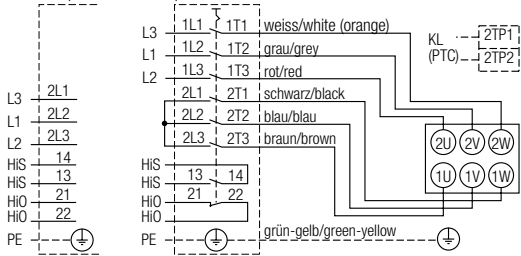 L3 1L1 1T1 weiss/white (orange)
L1 1L2 1T2 grau/grey
L2 1L3 1T3 rot/red
2L1 2T1 schwarz/black
2L2 2T2 blau/blau
2L3 2T3 braun/brown
HiS
HiS 13 14
HiO 21 22
HiO
PE grün-gelb/green-yellow
L3 2L1
L1 2L2
L2 2L3
HiS 14
HiS 13
HiO 21
HiO 22
PE
KL 2TP1
(PTC) 2TP2
2U 2V 2W
1U 1V 1W